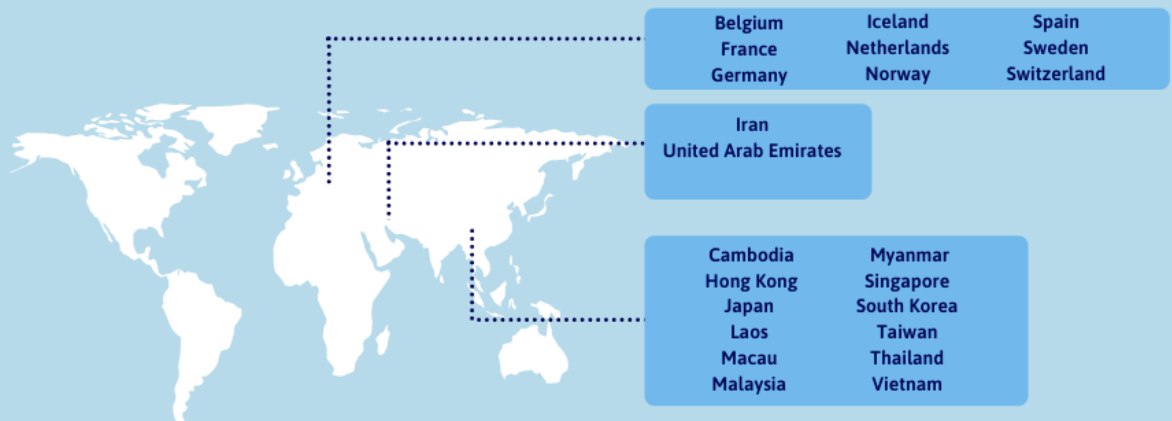 Belgium Iceland Spain
France Netherlands Sweden
Germany Norway Switzerland
Iran
United Arab Emirates
Cambodia Myanmar
Hong Kong Singapore
Japan South Korea
Laos Taiwan
Macau Thailand
Malaysia Vietnam